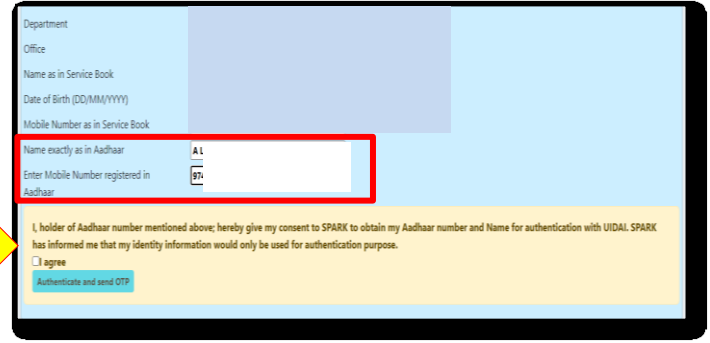 Department
Office
Name as in Service Book
Date of Birth (DD/MM/YYYY)
Mobile Number as in Service Book
Name exactly as in Aadhaar A L
Enter Mobile Number registered in 974
Aadhaar
I, holder of Aadhaar number mentioned above; hereby give my consent to SPARK to obtain my Aadhaar number and Name for authentication with UIDAI. SPARK
has informed me that my identity information would only be used for authentication purpose.
I agree
Authenticate and send OTP